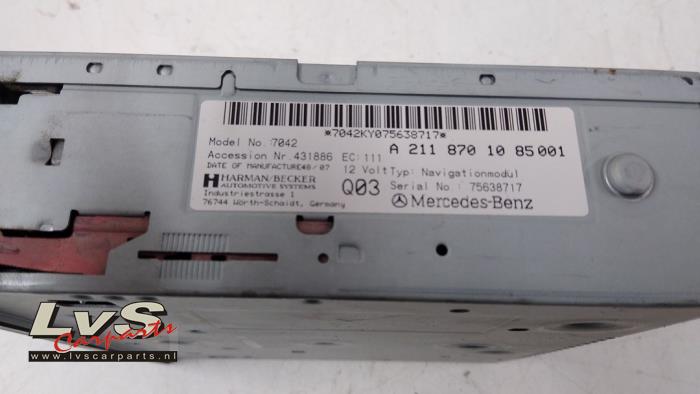 *7042KY075638717*
Model No.:7042
A 211 870 10 85 001
Accession Nr.431886 EC:111
DATE OF MANUFACTURE48/07
12 Volt Typ: Navigationmodul
HARMAN/BECKER
AUTOMOTIVE SYSTEMS
Q03
Serial No.: 75638717
Industriestrasse 1
76744 Wörth-Schaidt, Germany
Mercedes-Benz
LvS
Carparts
www.lvscarparts.nl